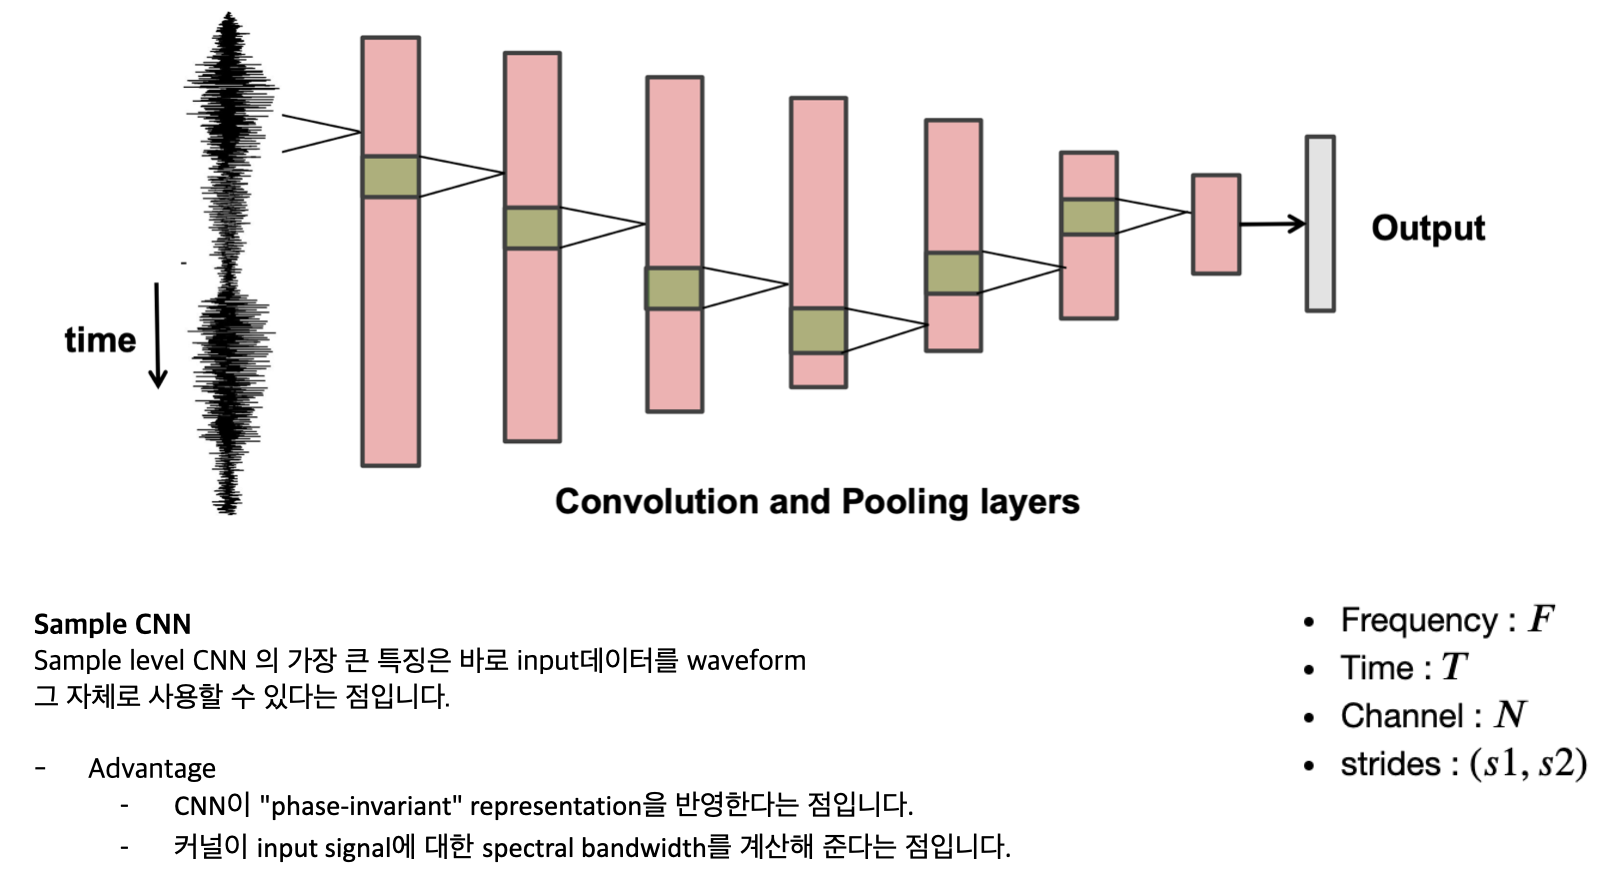 time
Output
Convolution and Pooling layers
Sample CNN
Sample level CNN 의 가장 큰 특징은 바로 input데이터를 waveform
그 자체로 사용할 수 있다는 점입니다.
- Advantage
- CNN이 "phase-invariant" representation을 반영한다는 점입니다.
- 커널이 input signal에 대한 spectral bandwidth를 계산해 준다는 점입니다.
• Frequency : F
• Time : T
• Channel : N
• strides : (s1, s2)